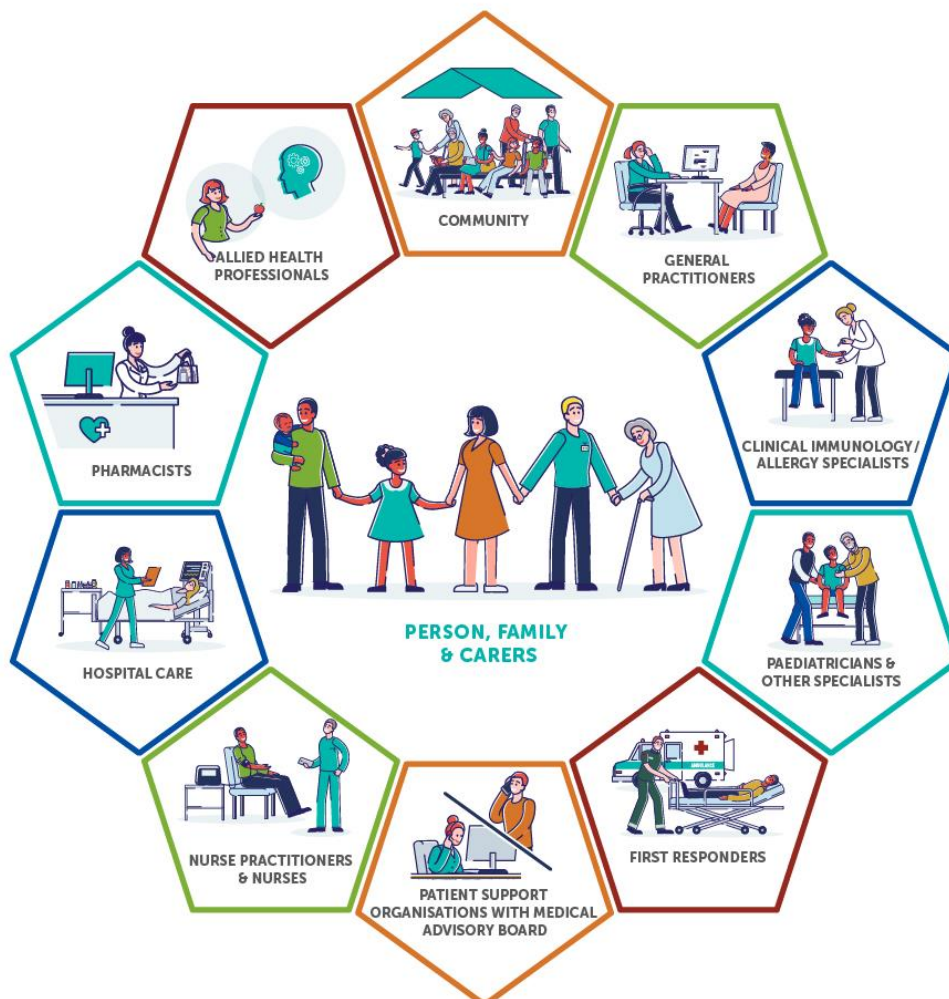 COMMUNITY
GENERAL
PRACTITIONERS
CLINICAL IMMUNOLOGY/
ALLERGY SPECIALISTS
PAEDIATRICIANS &
OTHER SPECIALISTS
AMBULANCE
FIRST RESPONDERS
PATIENT SUPPORT
ORGANISATIONS WITH MEDICAL
ADVISORY BOARD
NURSE PRACTITIONERS
& NURSES
HOSPITAL CARE
PHARMACISTS
ALLIED HEALTH
PROFESSIONALS
PERSON, FAMILY
& CARERS